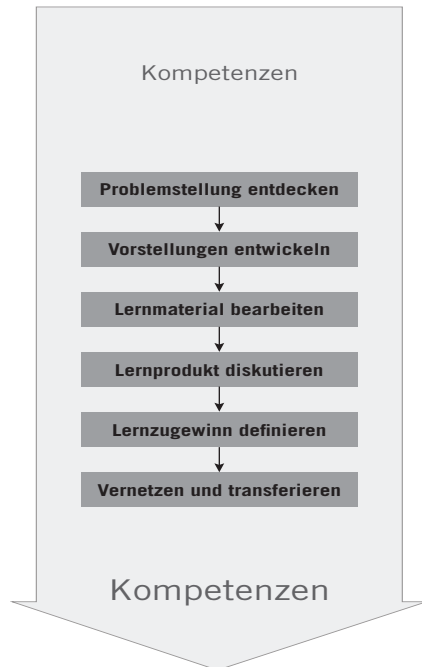 Kompetenzen
Problemstellung entdecken
Vorstellungen entwickeln
Lernmaterial bearbeiten
Lernprodukt diskutieren
Lernzugewinn definieren
Vernetzen und transferieren
Kompetenzen